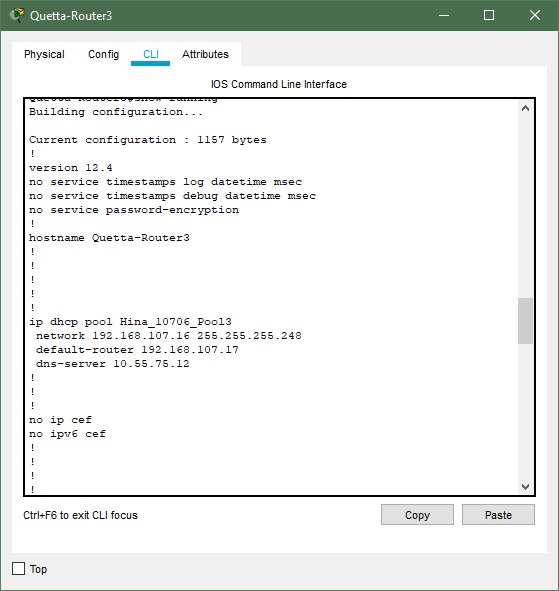 Quetta-Router3
Physical Config CLI Attributes
IOS Command Line Interface
Quetta-Router3#show running
Building configuration...
Current configuration : 1157 bytes
!
version 12.4
no service timestamps log datetime msec
no service timestamps debug datetime msec
no service password-encryption
!
hostname Quetta-Router3
!
!
!
!
!
ip dhcp pool Hina_10706_Pool3
network 192.168.107.16 255.255.255.248
default-router 192.168.107.17
dns-server 10.55.75.12
!
!
!
no ip cef
no ipv6 cef
!
!
!
!
Ctrl+F6 to exit CLI focus
Copy Paste
Top